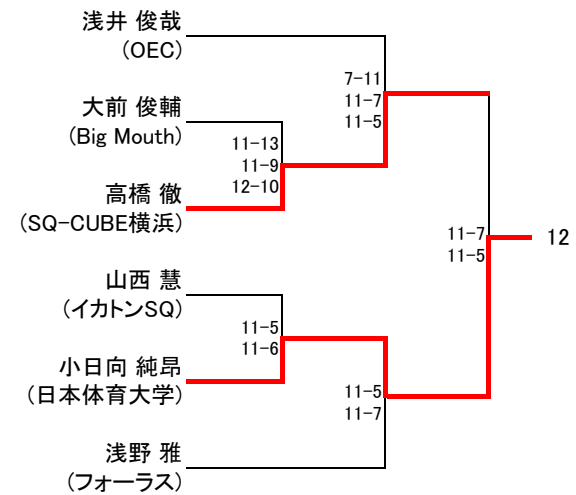 浅井 俊哉
(OEC)
7-11
11-7
11-5
大前 俊輔
(Big Mouth)
11-13
11-9
12-10
高橋 徹
(SQ-CUBE横浜)
11-7
11-5
12
山西 慧
(イカトンSQ)
11-5
11-6
小日向 純昂
(日本体育大学)
11-5
11-7
浅野 雅
(フォーラス)